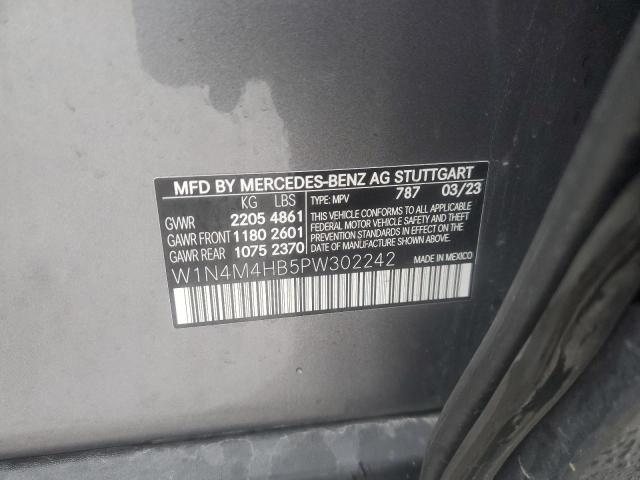 MFD BY MERCEDES-BENZ AG STUTTGART
KG LBS TYPE: MPV 787 03/23
GVWR 2205 4861
GAWR FRONT 1180 2601
GAWR REAR 1075 2370
THIS VEHICLE CONFORMS TO ALL APPLICABLE
FEDERAL MOTOR VEHICLE SAFETY AND
THEFT PREVENTION STANDARDS IN EFFECT ON THE
DATE OF MANUFACTURE SHOWN ABOVE.
W1N4M4HB5PW302242 MADE IN MEXICO